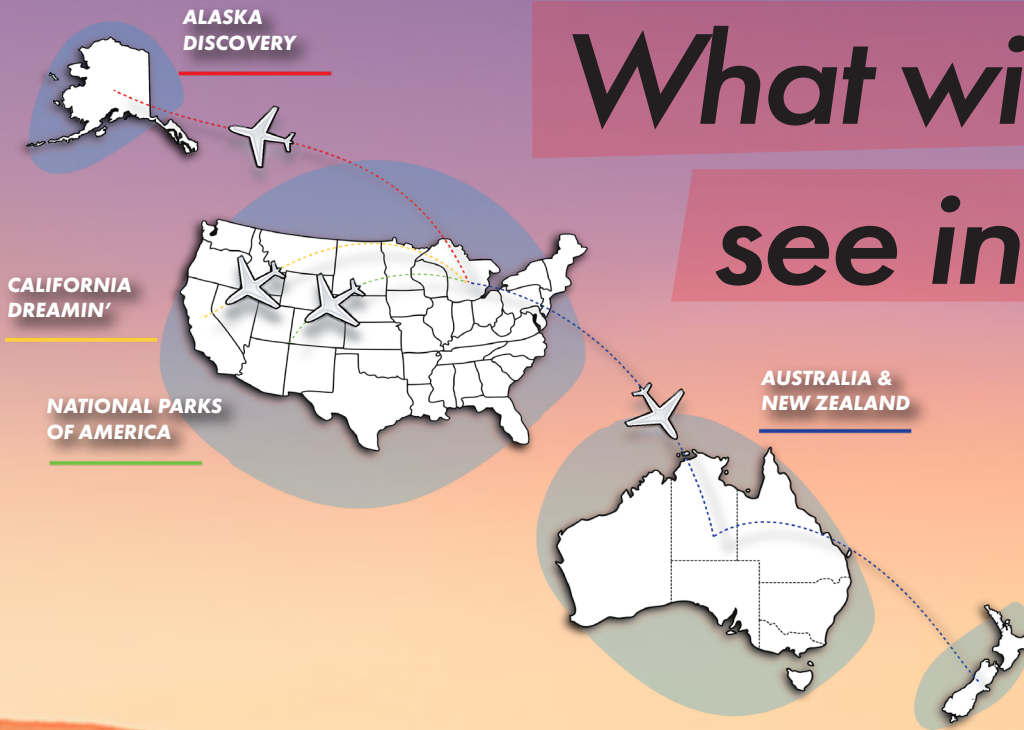 ALASKA
DISCOVERY
What wi
see in
CALIFORNIA
DREAMIN’
NATIONAL PARKS
OF AMERICA
AUSTRALIA &
NEW ZEALAND